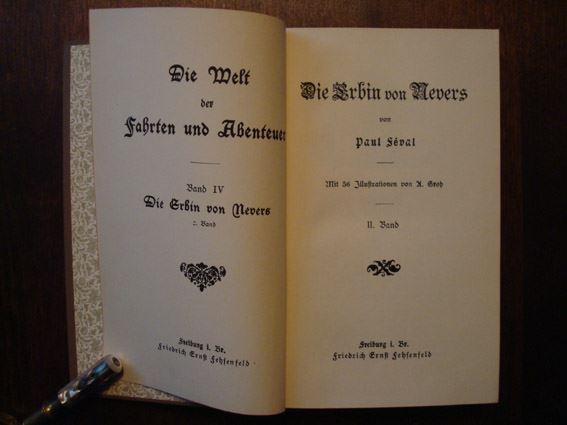 Die Welt
der
Fahrten und Abenteuer
Band IV
Die Erbin von Nevers
2. Band
Freiburg i. Br.
Friedrich Ernst Fehsenfeld
Die Erbin von Nevers
von
Paul Féval
Mit 56 Illustrationen von A. Groh
II. Band
Freiburg i. Br.
Friedrich Ernst Fehsenfeld